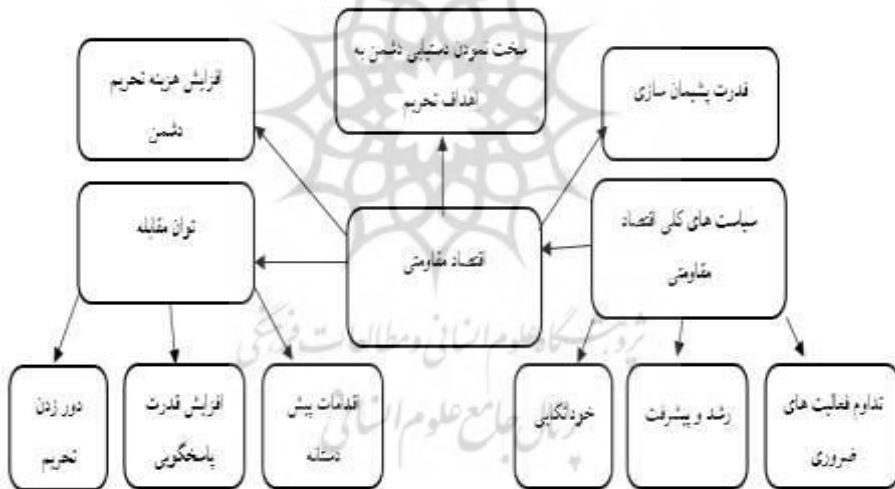 سخت نمودن دستیابی دشمن به
اهداف تحریم
قدرت پشیمان سازی
افزایش هزینه تحریم
دشمن
سیاست های کلی اقتصاد
مقاومتی
اقتصاد مقاومتی
توان مقابله
تداوم فعالیت های
ضروری
رشد و پیشرفت
خوداتکایی
اقدامات پیش
دستانه
افزایش قدرت
پاسخگویی
دور زدن
تحریم
پژوهشگاه علوم انسانی و مطالعات فرهنگی
جامع علوم انسانی